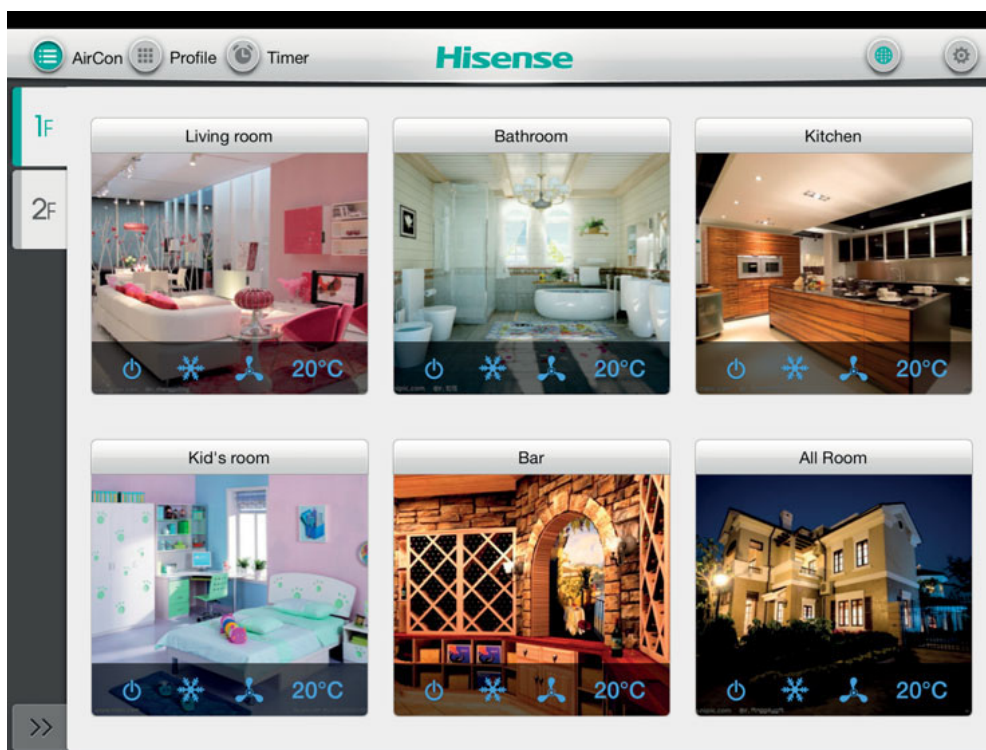 AirCon Profile Timer Hisense
1F
2F
Living room Bathroom Kitchen
20°C 20°C 20°C
Kid's room Bar All Room
20°C 20°C 20°C
>>